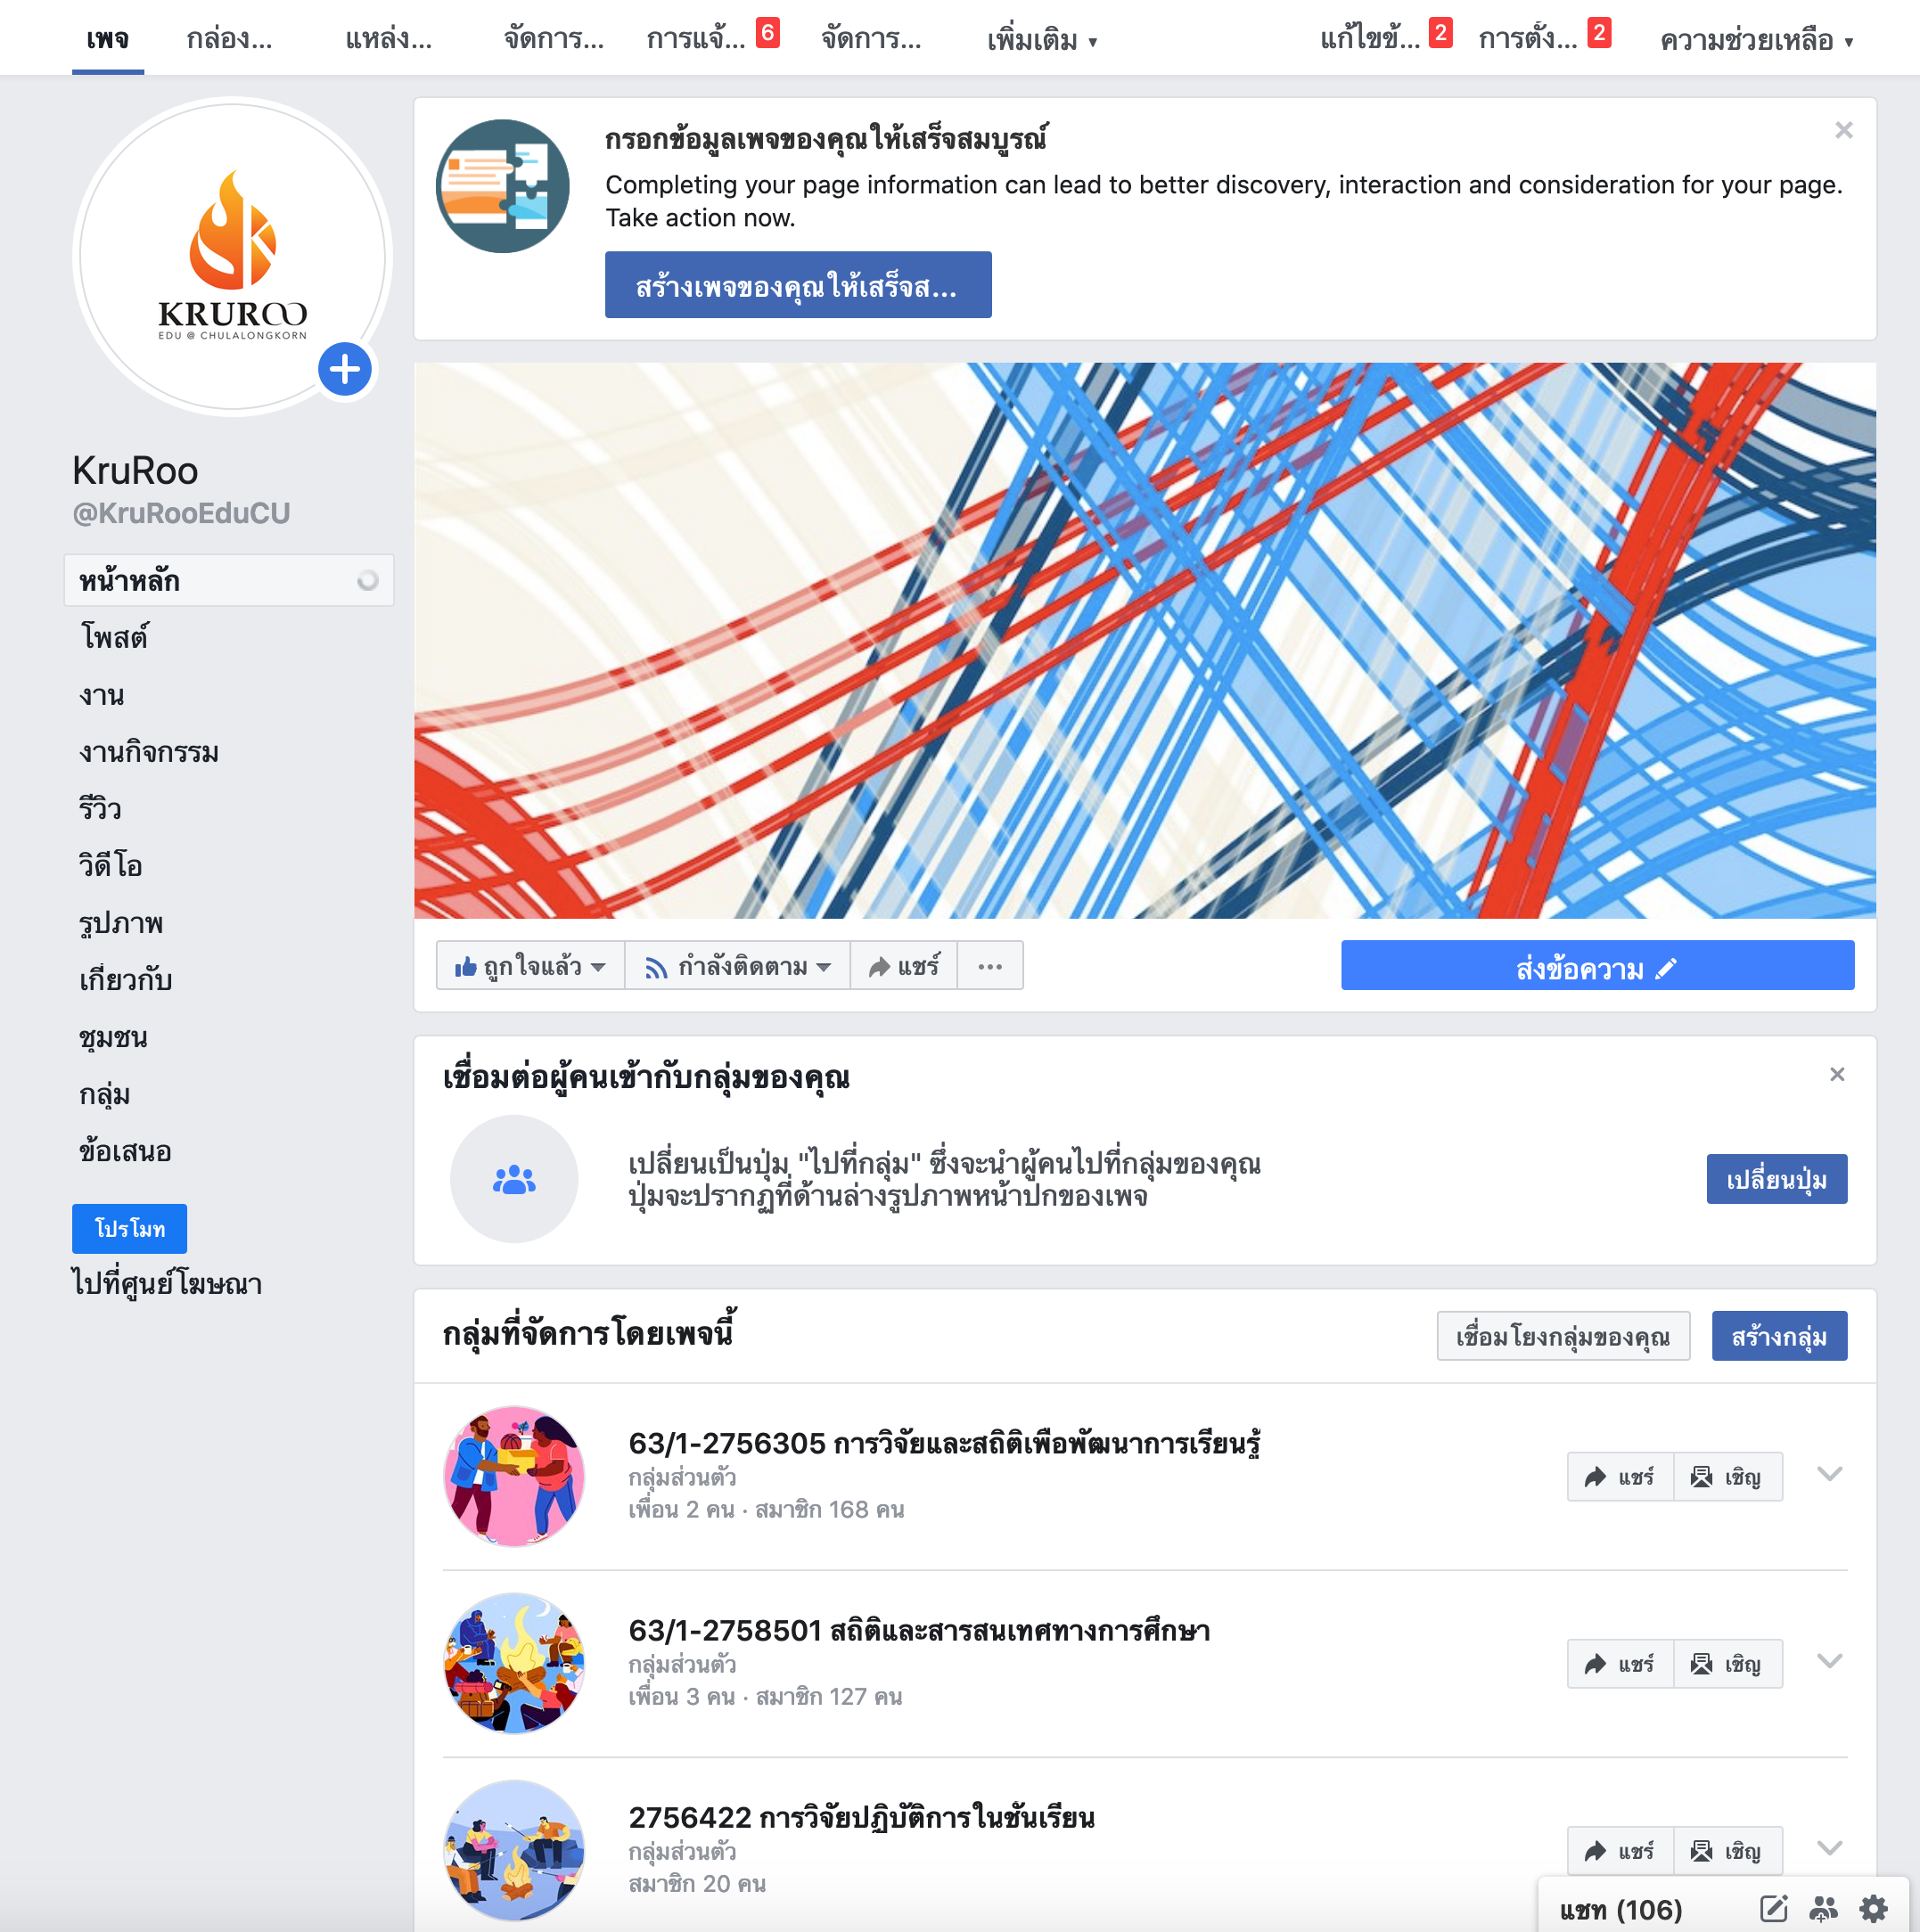 เพจ กล่อง... แหล่ง... จัดการ... การแจ้... 6 จัดการ... เพิ่มเติม แก้ไขข้... 2 การตั้ง... 2 ความช่วยเหลือ
KRUROO
EDU @ CHULALONGKORN
KruRoo
@KruRooEduCU
หน้าหลัก
โพสต์
งาน
งานกิจกรรม
รีวิว
วิดีโอ
รูปภาพ
เกี่ยวกับ
ชุมชน
กลุ่ม
ข้อเสนอ
โปรโมท
ไปที่ศูนย์โฆษณา
กรอกข้อมูลเพจของคุณให้เสร็จสมบูรณ์
Completing your page information can lead to better discovery, interaction and consideration for your page.
Take action now.
สร้างเพจของคุณให้เสร็จส...
ถูกใจแล้ว กำลังติดตาม แชร์ ...
ส่งข้อความ
เชื่อมต่อผู้คนเข้ากับกลุ่มของคุณ
เปลี่ยนเป็นปุ่ม "ไปที่กลุ่ม" ซึ่งจะนำผู้คนไปที่กลุ่มของคุณ
ปุ่มจะปรากฏที่ด้านล่างรูปภาพหน้าปกของเพจ
เปลี่ยนปุ่ม
กลุ่มที่จัดการโดยเพจนี้
เชื่อมโยงกลุ่มของคุณ สร้างกลุ่ม
63/1-2756305 การวิจัยและสถิติเพื่อพัฒนาการเรียนรู้
กลุ่มส่วนตัว
เพื่อน 2 คน · สมาชิก 168 คน
แชร์ เชิญ
63/1-2758501 สถิติและสารสนเทศทางการศึกษา
กลุ่มส่วนตัว
เพื่อน 3 คน · สมาชิก 127 คน
แชร์ เชิญ
2756422 การวิจัยปฏิบัติการในชั้นเรียน
กลุ่มส่วนตัว
สมาชิก 20 คน
แชร์ เชิญ
แชท (106)